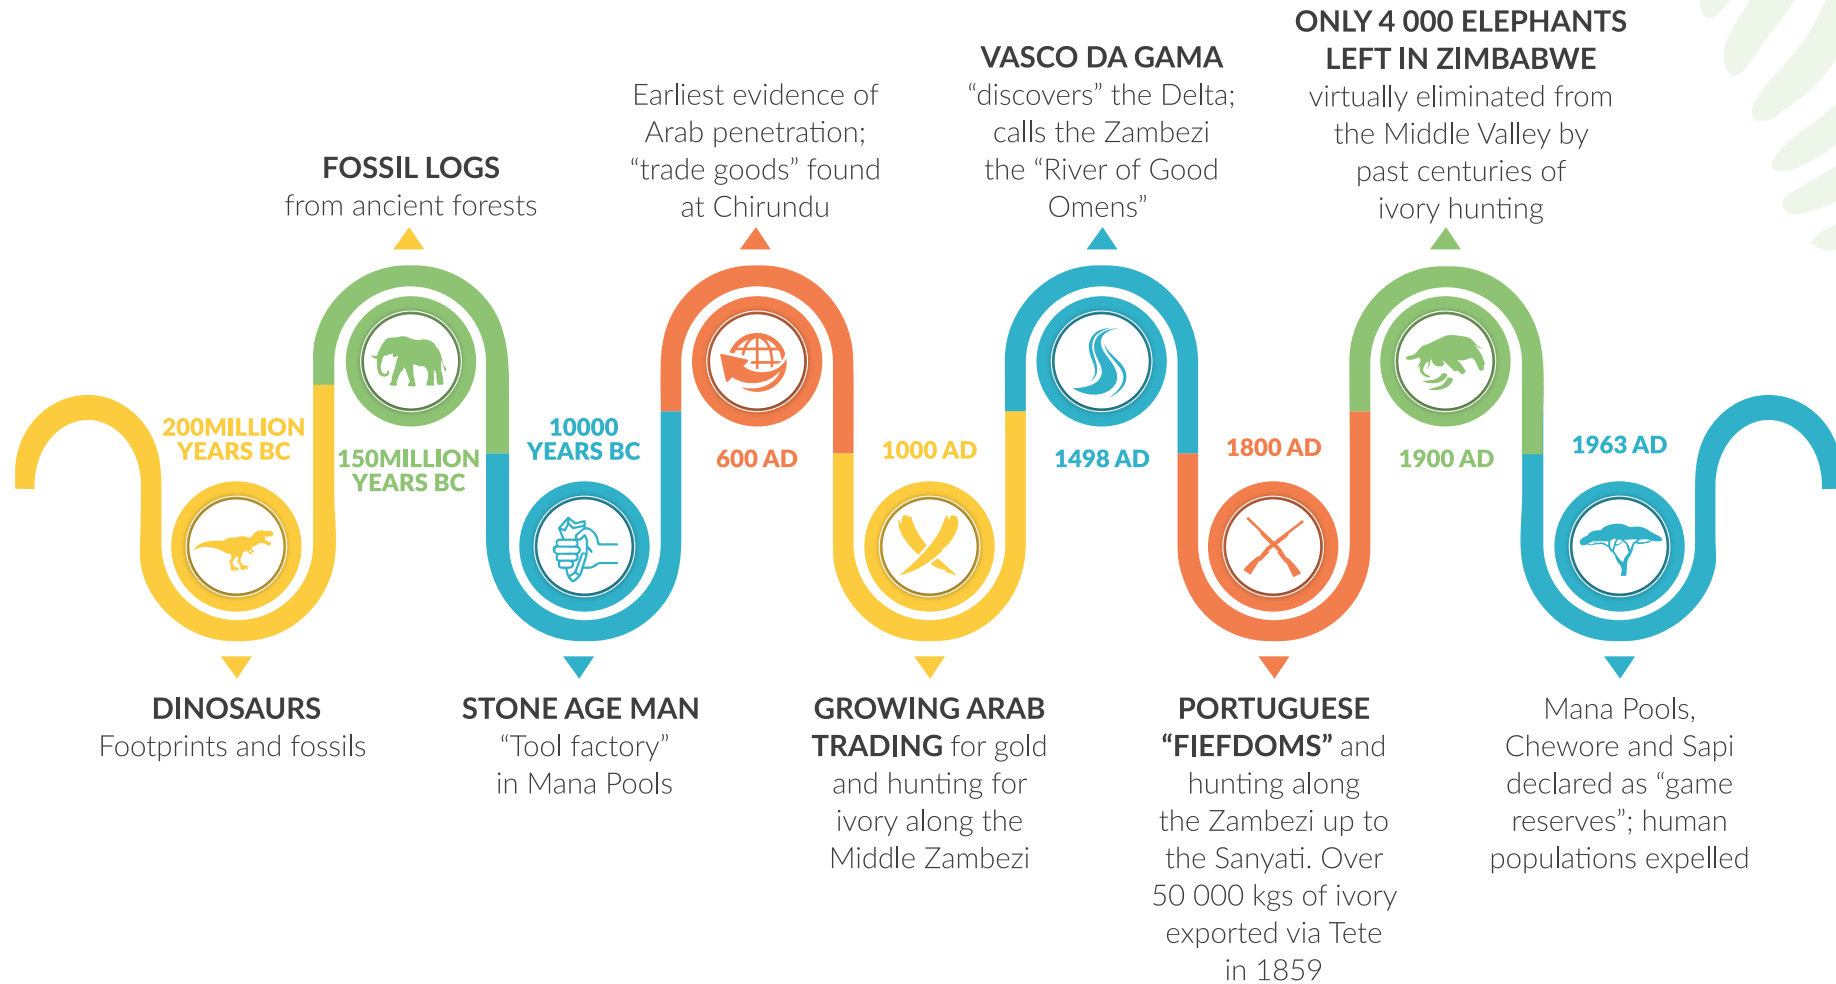 200MILLION
YEARS BC
DINOSAURS
Footprints and fossils
FOSSIL LOGS
from ancient forests
150MILLION
YEARS BC
10000
YEARS BC
STONE AGE MAN
“Tool factory”
in Mana Pools
Earliest evidence of
Arab penetration;
“trade goods” found
at Chirundu
600 AD
1000 AD
GROWING ARAB
TRADING for gold
and hunting for
ivory along the
Middle Zambezi
VASCO DA GAMA
“discovers” the Delta;
calls the Zambezi
the “River of Good
Omens”
1498 AD
1800 AD
PORTUGUESE
“FIEFDOMS” and
hunting along
the Zambezi up to
the Sanyati. Over
50 000 kgs of ivory
exported via Tete
in 1859
ONLY 4 000 ELEPHANTS
LEFT IN ZIMBABWE
virtually eliminated from
the Middle Valley by
past centuries of
ivory hunting
1900 AD
1963 AD
Mana Pools,
Chewore and Sapi
declared as “game
reserves”; human
populations expelled